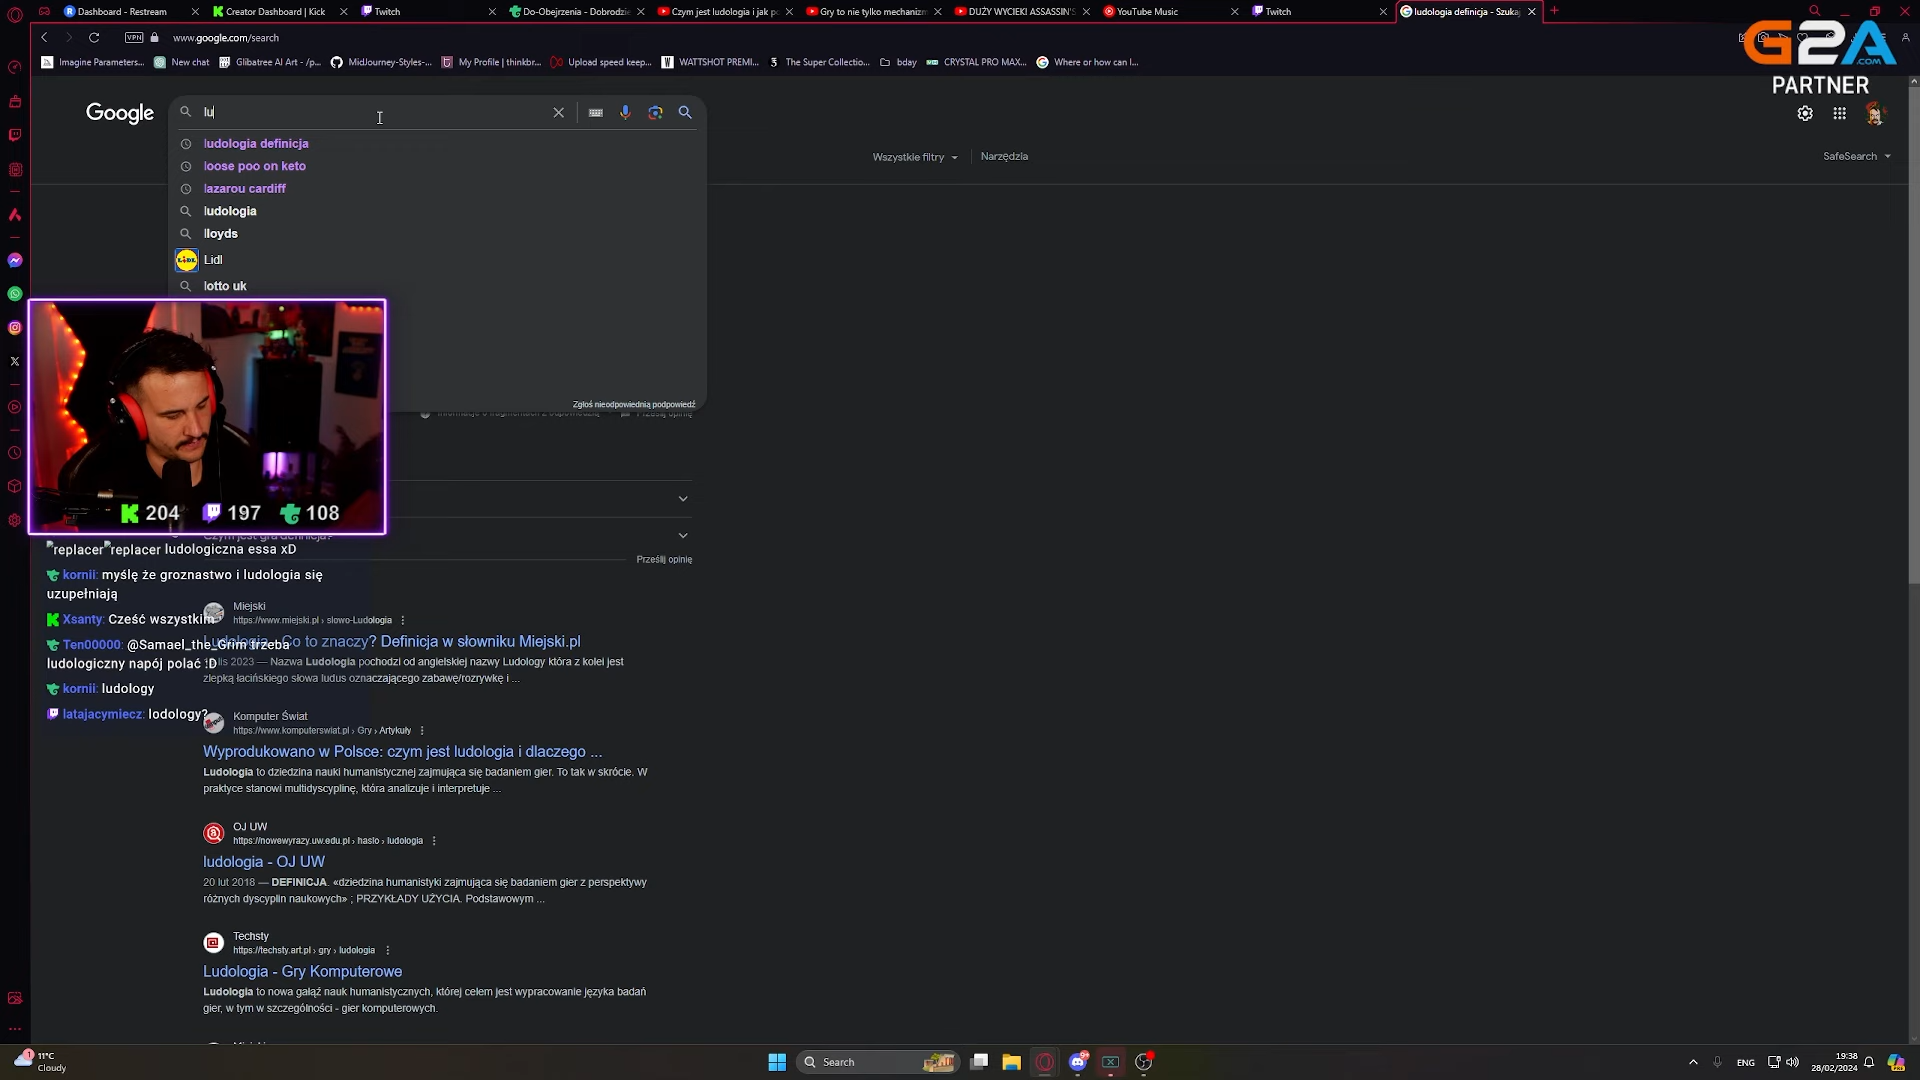 Dashboard - Restream
Creator Dashboard | Kick
Twitch
Do-Obejrzenia - Dobrodzie
Czym jest ludologia i jak po
Gry to nie tylko mechanizm
DUŻY WYCIEK! ASSASSIN'S
YouTube Music
Twitch
ludologia definicja - Szukaj
VPN
www.google.com/search
Imagine Parameters...
New chat
Glibatree AI Art - /p...
MidJourney-Styles-...
My Profile | thinkbr...
Upload speed keep...
WATTSHOT PREMI...
The Super Collectio...
bday
CRYSTAL PRO MAX...
Where or how can I...
G2A
.COM
PARTNER
Google
lu
ludologia definicja
loose poo on keto
lazarou cardiff
ludologia
lloyds
LIDL
Lidl
lotto uk
Zgłoś nieodpowiednią podpowiedź
Wszystkie filtry
Narzędzia
SafeSearch
204
197
108
Prześlij opinię
replacer replacer ludologiczna essa xD
kornii: myślę że groznastwo i ludologia się
uzupełniają
Xsanty: Cześć wszystkim
Ten00000: @Samael_the_Grim trzeba
ludologiczny napój polać :D
kornii: ludology
latajacymiecz: lodology?
Miejski
https://www.miejski.pl › slowo-Ludologia
Ludologia - Co to znaczy? Definicja w słowniku Miejski.pl
lis 2023 — Nazwa Ludologia pochodzi od angielskiej nazwy Ludology która z kolei jest
zlepką łacińskiego słowa ludus oznaczającego zabawę/rozrywkę i ...
Komputer Świat
https://www.komputerswiat.pl › Gry › Artykuły
Wyprodukowano w Polsce: czym jest ludologia i dlaczego ...
Ludologia to dziedzina nauki humanistycznej zajmująca się badaniem gier. To tak w skrócie. W
praktyce stanowi multidyscyplinę, która analizuje i interpretuje ...
OJ UW
https://nowewyrazy.uw.edu.pl › haslo › ludologia
ludologia - OJ UW
20 lut 2018 — DEFINICJA. «dziedzina humanistyki zajmująca się badaniem gier z perspektywy
różnych dyscyplin naukowych» ; PRZYKŁADY UŻYCIA. Podstawowym ...
Techsty
https://techsty.art.pl › gry › ludologia
Ludologia - Gry Komputerowe
Ludologia to nowa gałąź nauk humanistycznych, której celem jest wypracowanie języka badań
gier, w tym w szczególności - gier komputerowych.
11°C
Cloudy
Search
ENG
19:38
28/02/2024